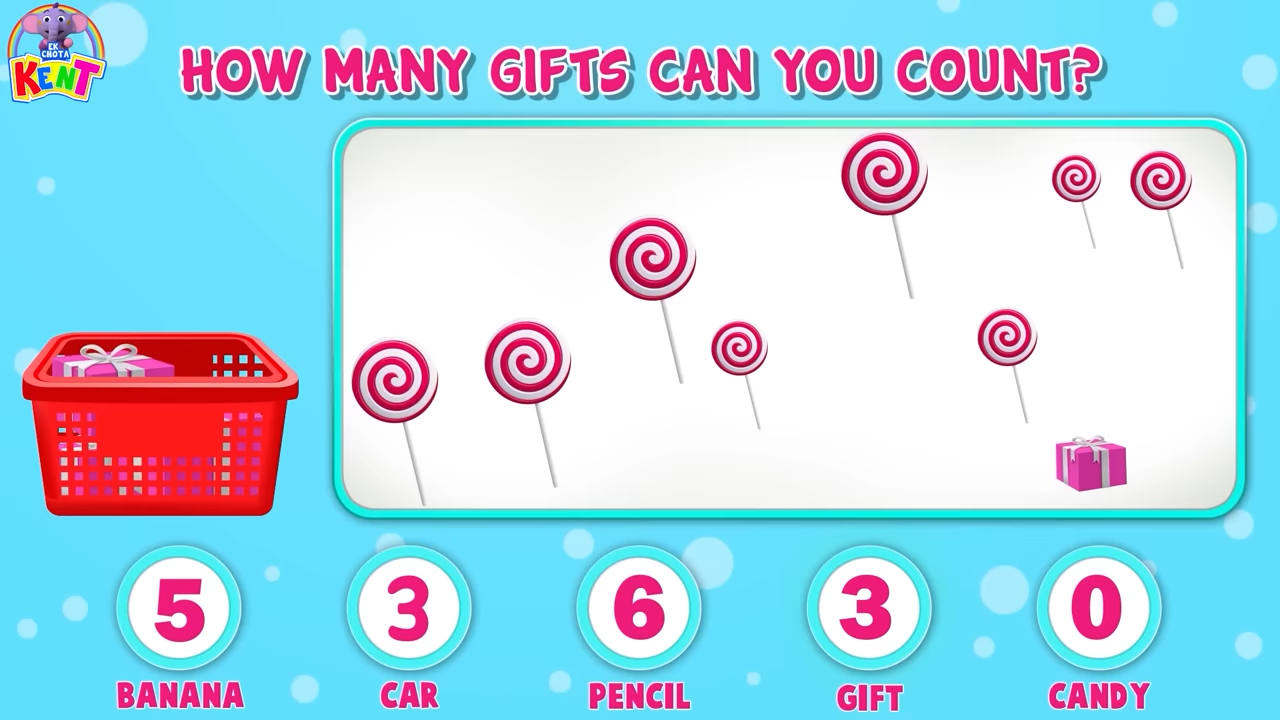 EK
CHOTA
KENT
HOW MANY GIFTS CAN YOU COUNT?
5 3 6 3 0
BANANA CAR PENCIL GIFT CANDY